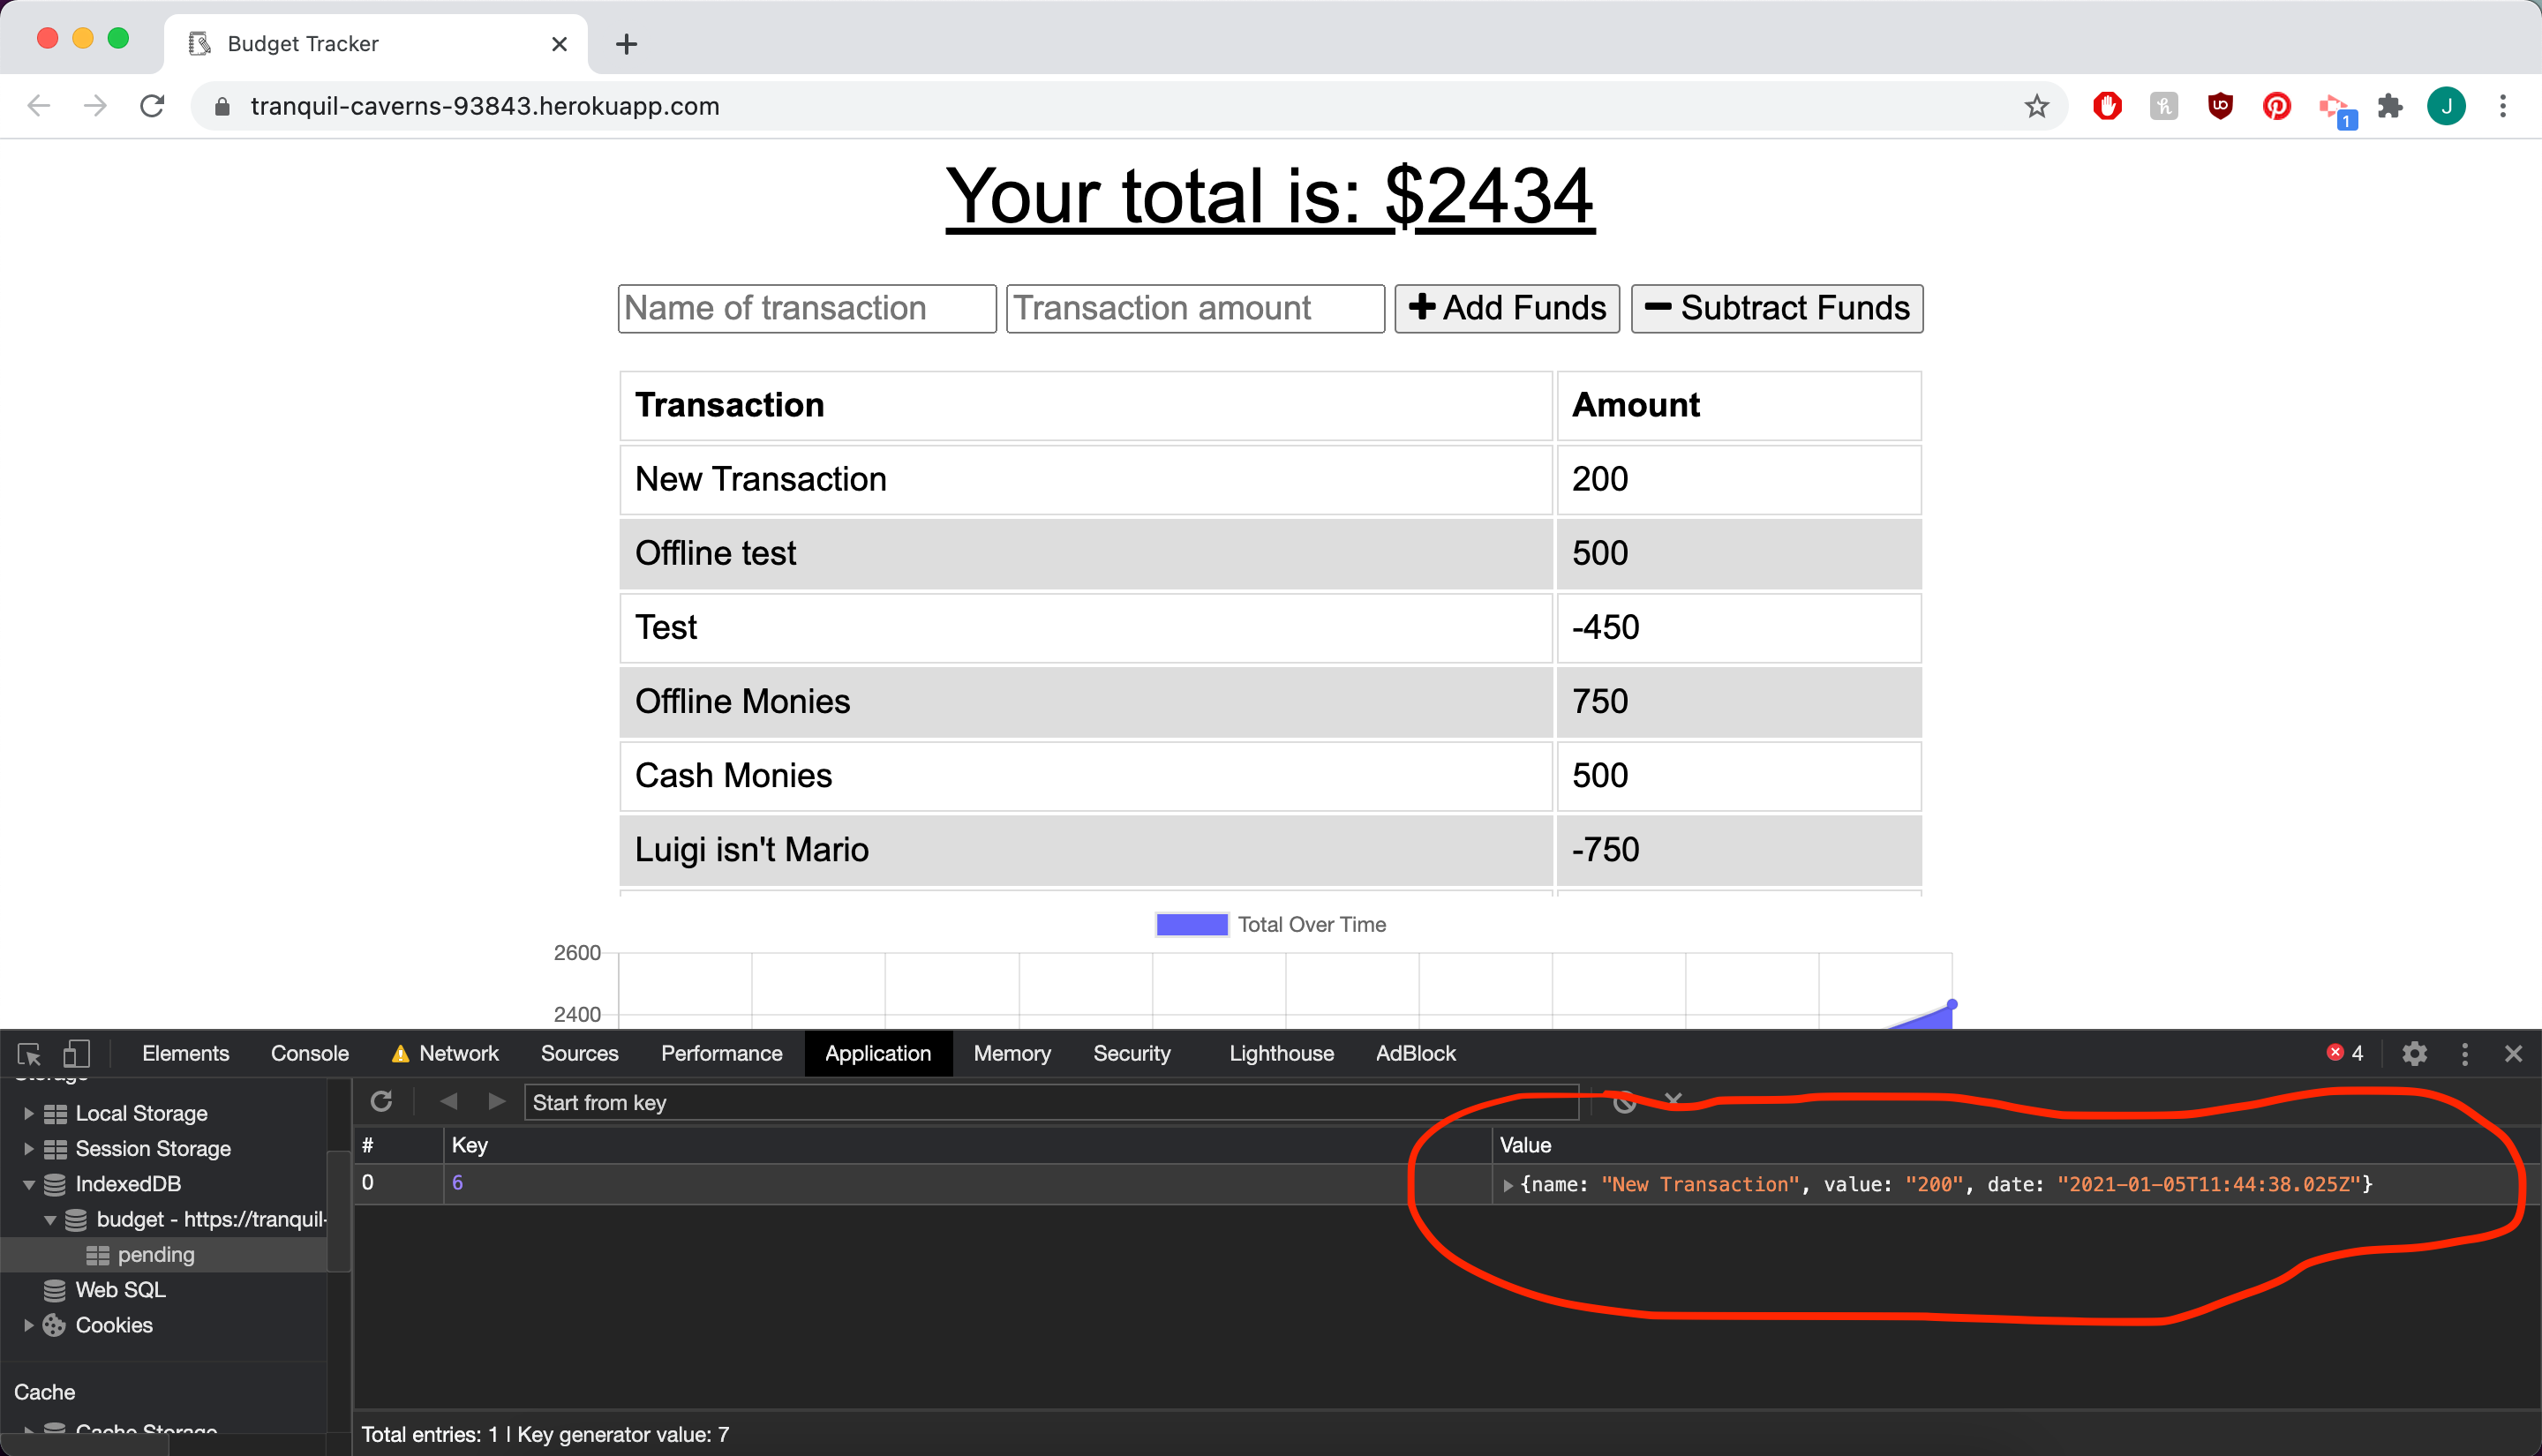 Budget Tracker
tranquil-caverns-93843.herokuapp.com
J
1
Your total is: $2434
Name of transaction Transaction amount Add Funds Subtract Funds
Transaction Amount
New Transaction 200
Offline test 500
Test -450
Offline Monies 750
Cash Monies 500
Luigi isn't Mario -750
Total Over Time
2600
2400
Elements Console Network Sources Performance Application Memory Security Lighthouse AdBlock 4
Storage
Local Storage
Session Storage
IndexedDB
budget - https://tranquil-
pending
Web SQL
Cookies
Cache
Cache Storage
Start from key
# Key Value
0 6 {name: "New Transaction", value: "200", date: "2021-01-05T11:44:38.025Z"}
Total entries: 1 | Key generator value: 7